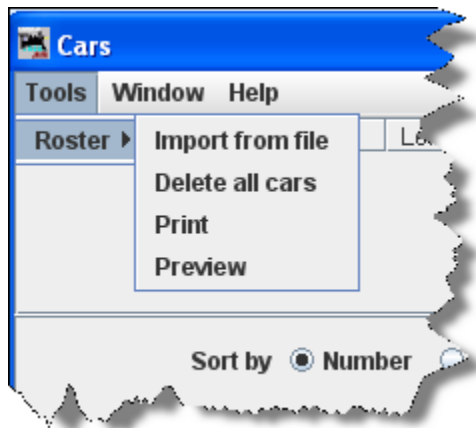 Cars
Tools Window Help
Roster
Import from file
Delete all cars
Print
Preview
Sort by Number